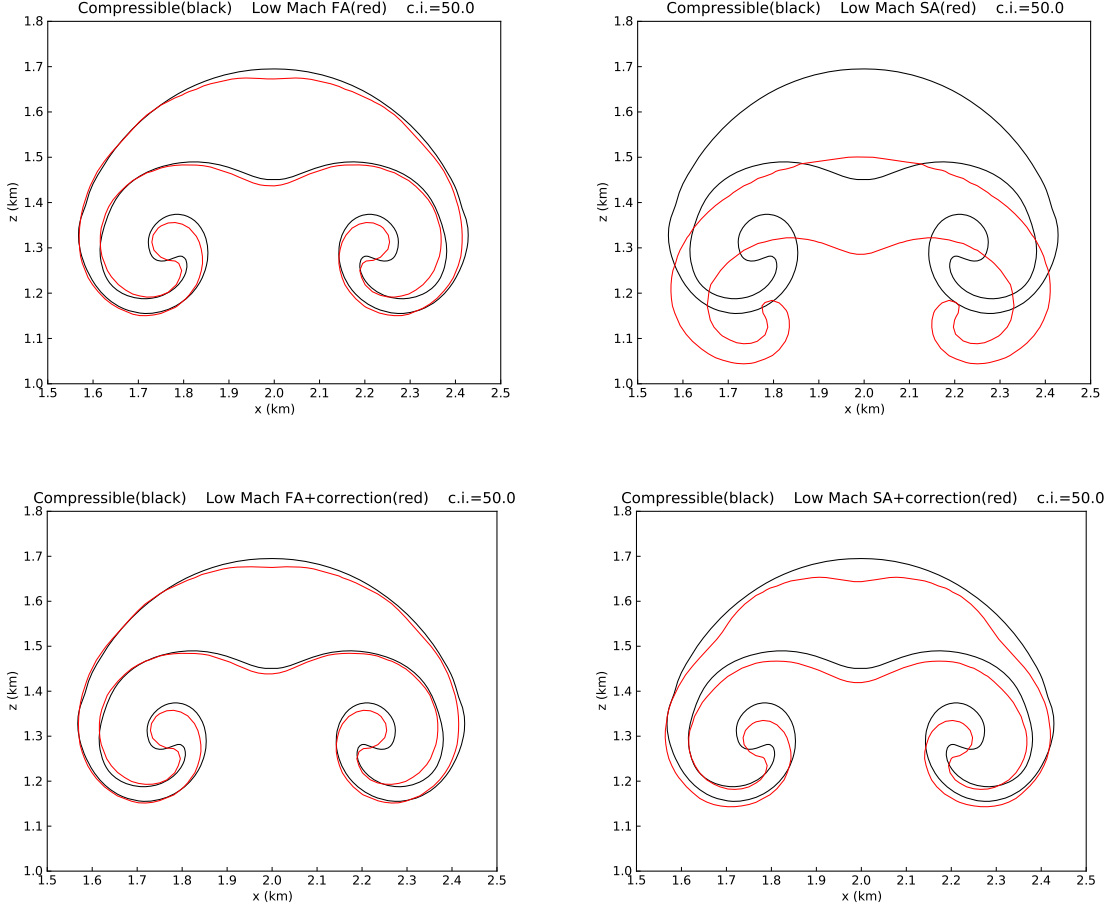 Compressible(black) Low Mach FA(red) c.i.=50.0
1.8
1.7
1.6
1.5
1.4
1.3
1.2
1.1
1.0
z (km)
1.5 1.6 1.7 1.8 1.9 2.0 2.1 2.2 2.3 2.4 2.5
x (km)
Compressible(black) Low Mach SA(red) c.i.=50.0
1.8
1.7
1.6
1.5
1.4
1.3
1.2
1.1
1.0
z (km)
1.5 1.6 1.7 1.8 1.9 2.0 2.1 2.2 2.3 2.4 2.5
x (km)
Compressible(black) Low Mach FA+correction(red) c.i.=50.0
1.8
1.7
1.6
1.5
1.4
1.3
1.2
1.1
1.0
z (km)
1.5 1.6 1.7 1.8 1.9 2.0 2.1 2.2 2.3 2.4 2.5
x (km)
Compressible(black) Low Mach SA+correction(red) c.i.=50.0
1.8
1.7
1.6
1.5
1.4
1.3
1.2
1.1
1.0
z (km)
1.5 1.6 1.7 1.8 1.9 2.0 2.1 2.2 2.3 2.4 2.5
x (km)